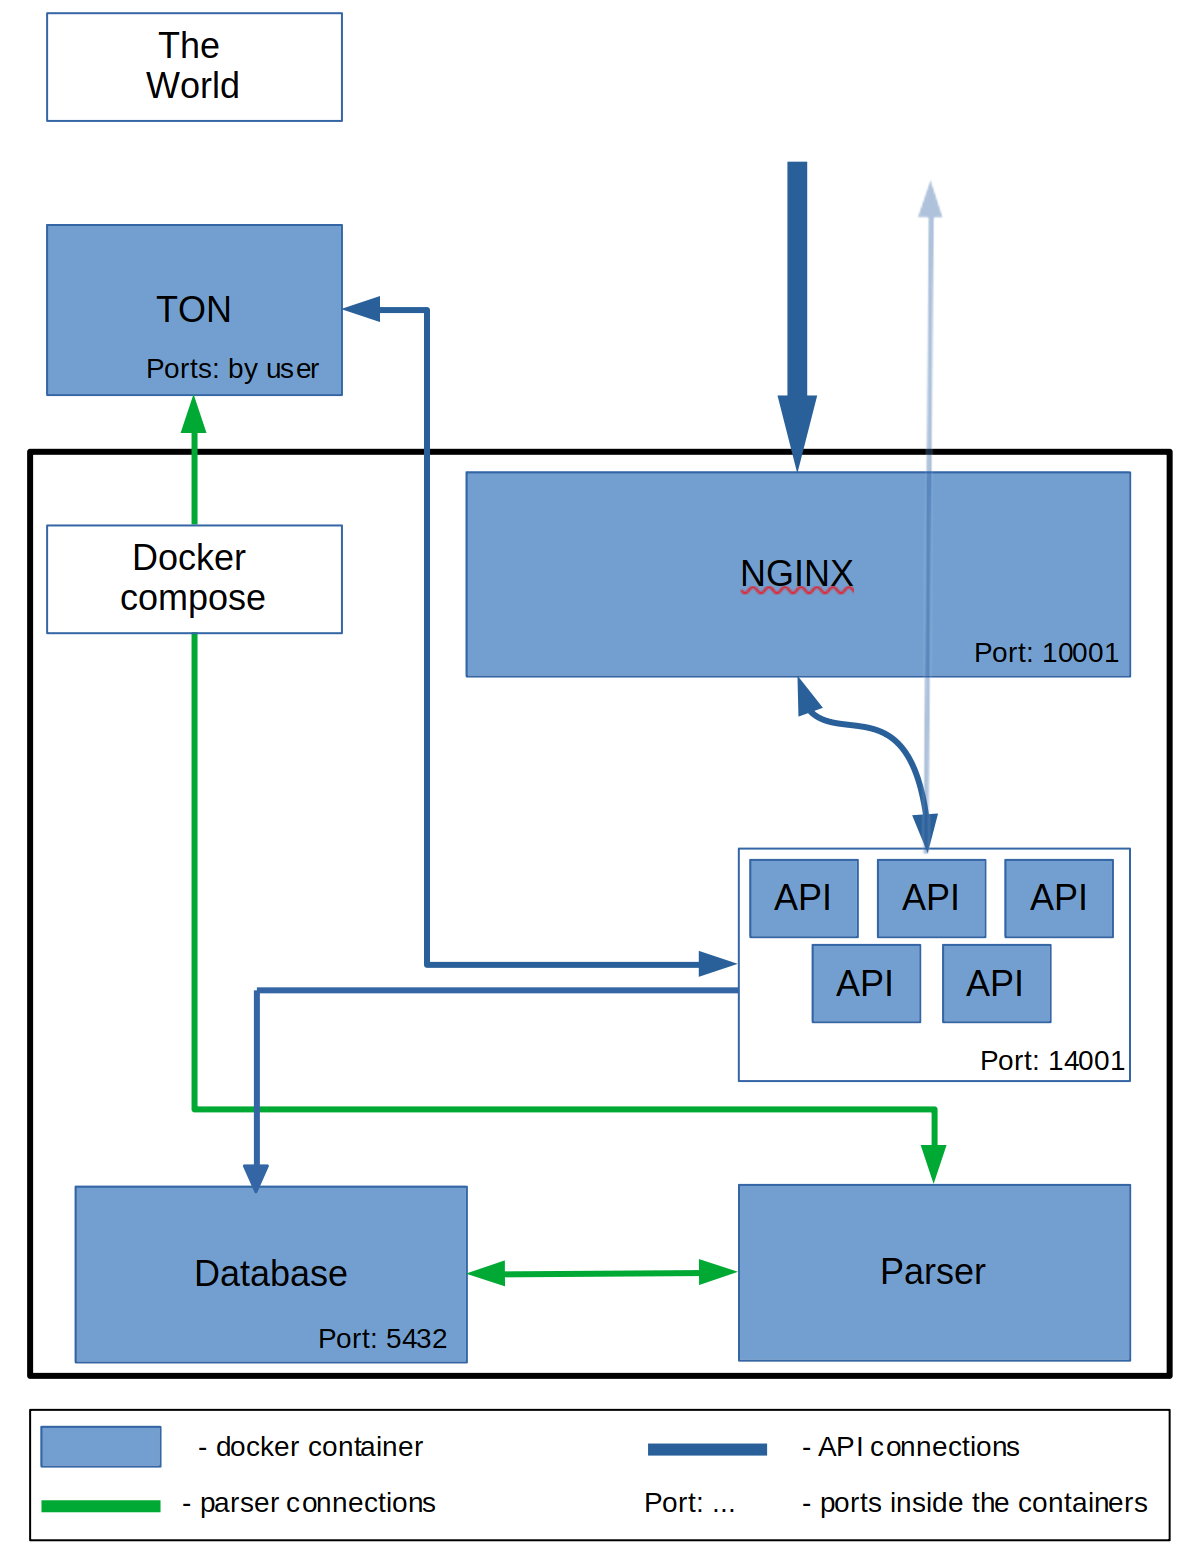 The
World
TON
Ports: by user
Docker
compose
NGINX
Port: 10001
API
API
API
API
API
Port: 14001
Database
Port: 5432
Parser
- docker container
- API connections
- parser connections
Port: ...
- ports inside the containers